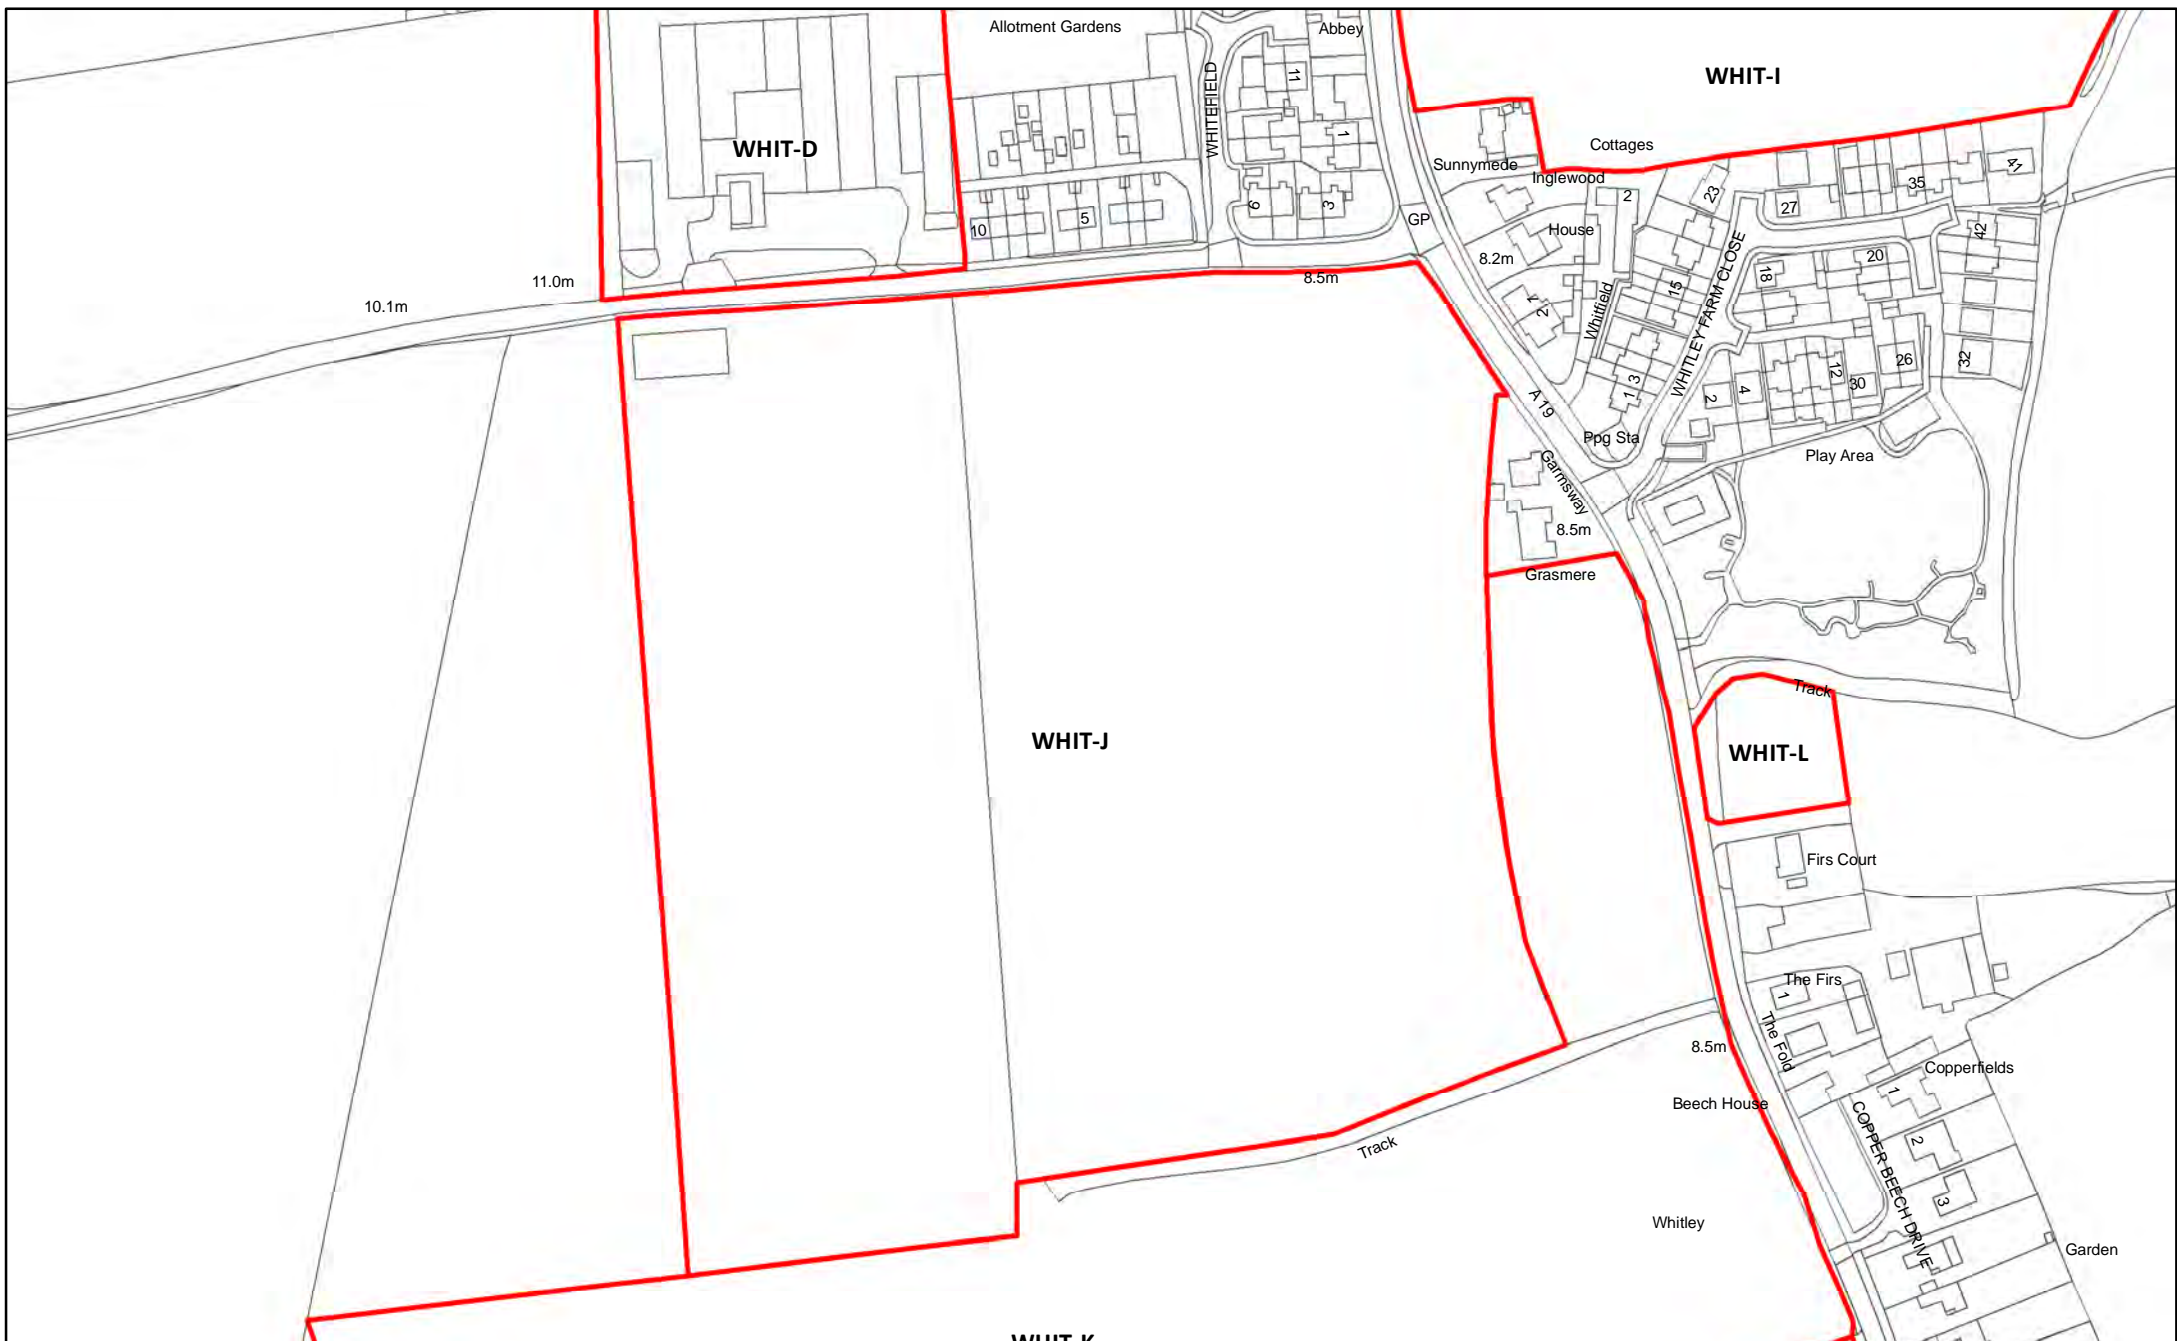 Allotment Gardens
Abbey
WHITEFIELD
11
1
WHIT-I
WHIT-D
Cottages
Sunnymede
Inglewood
2
23
35
41
27
10
5
6
3
GP
House
8.2m
42
11.0m
10.1m
8.5m
18
20
15
WHITLEY FARM CLOSE
Whitfield
1
2
13
2
4
12
30
26
32
A 19
Ppg Sta
Play Area
Garmsway
8.5m
Grasmere
Track
WHIT-J
WHIT-L
Firs Court
The Firs
1
The Fold
8.5m
Copperfields
1
Beech House
COPPER BEECH DRIVE
2
Track
3
Whitley
Garden
WHIT-K